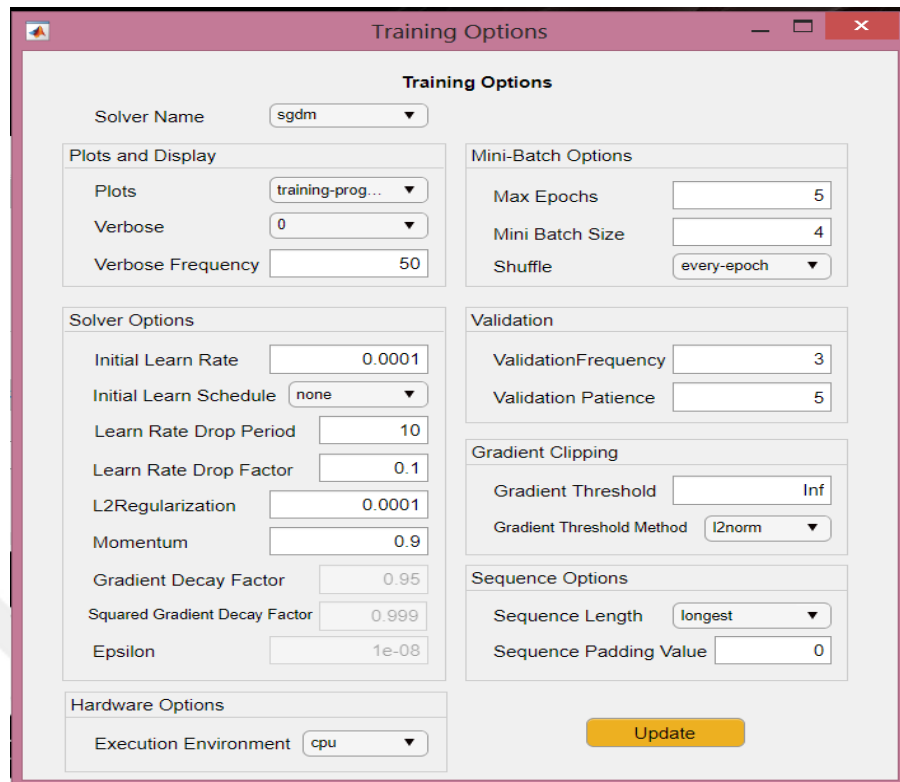 Training Options
Training Options
Solver Name sgdm
Plots and Display
Plots training-prog...
Verbose 0
Verbose Frequency 50
Mini-Batch Options
Max Epochs 5
Mini Batch Size 4
Shuffle every-epoch
Solver Options
Initial Learn Rate 0.0001
Initial Learn Schedule none
Learn Rate Drop Period 10
Learn Rate Drop Factor 0.1
L2Regularization 0.0001
Momentum 0.9
Gradient Decay Factor 0.95
Squared Gradient Decay Factor 0.999
Epsilon 1e-08
Validation
ValidationFrequency 3
Validation Patience 5
Gradient Clipping
Gradient Threshold Inf
Gradient Threshold Method l2norm
Sequence Options
Sequence Length longest
Sequence Padding Value 0
Hardware Options
Execution Environment cpu
Update